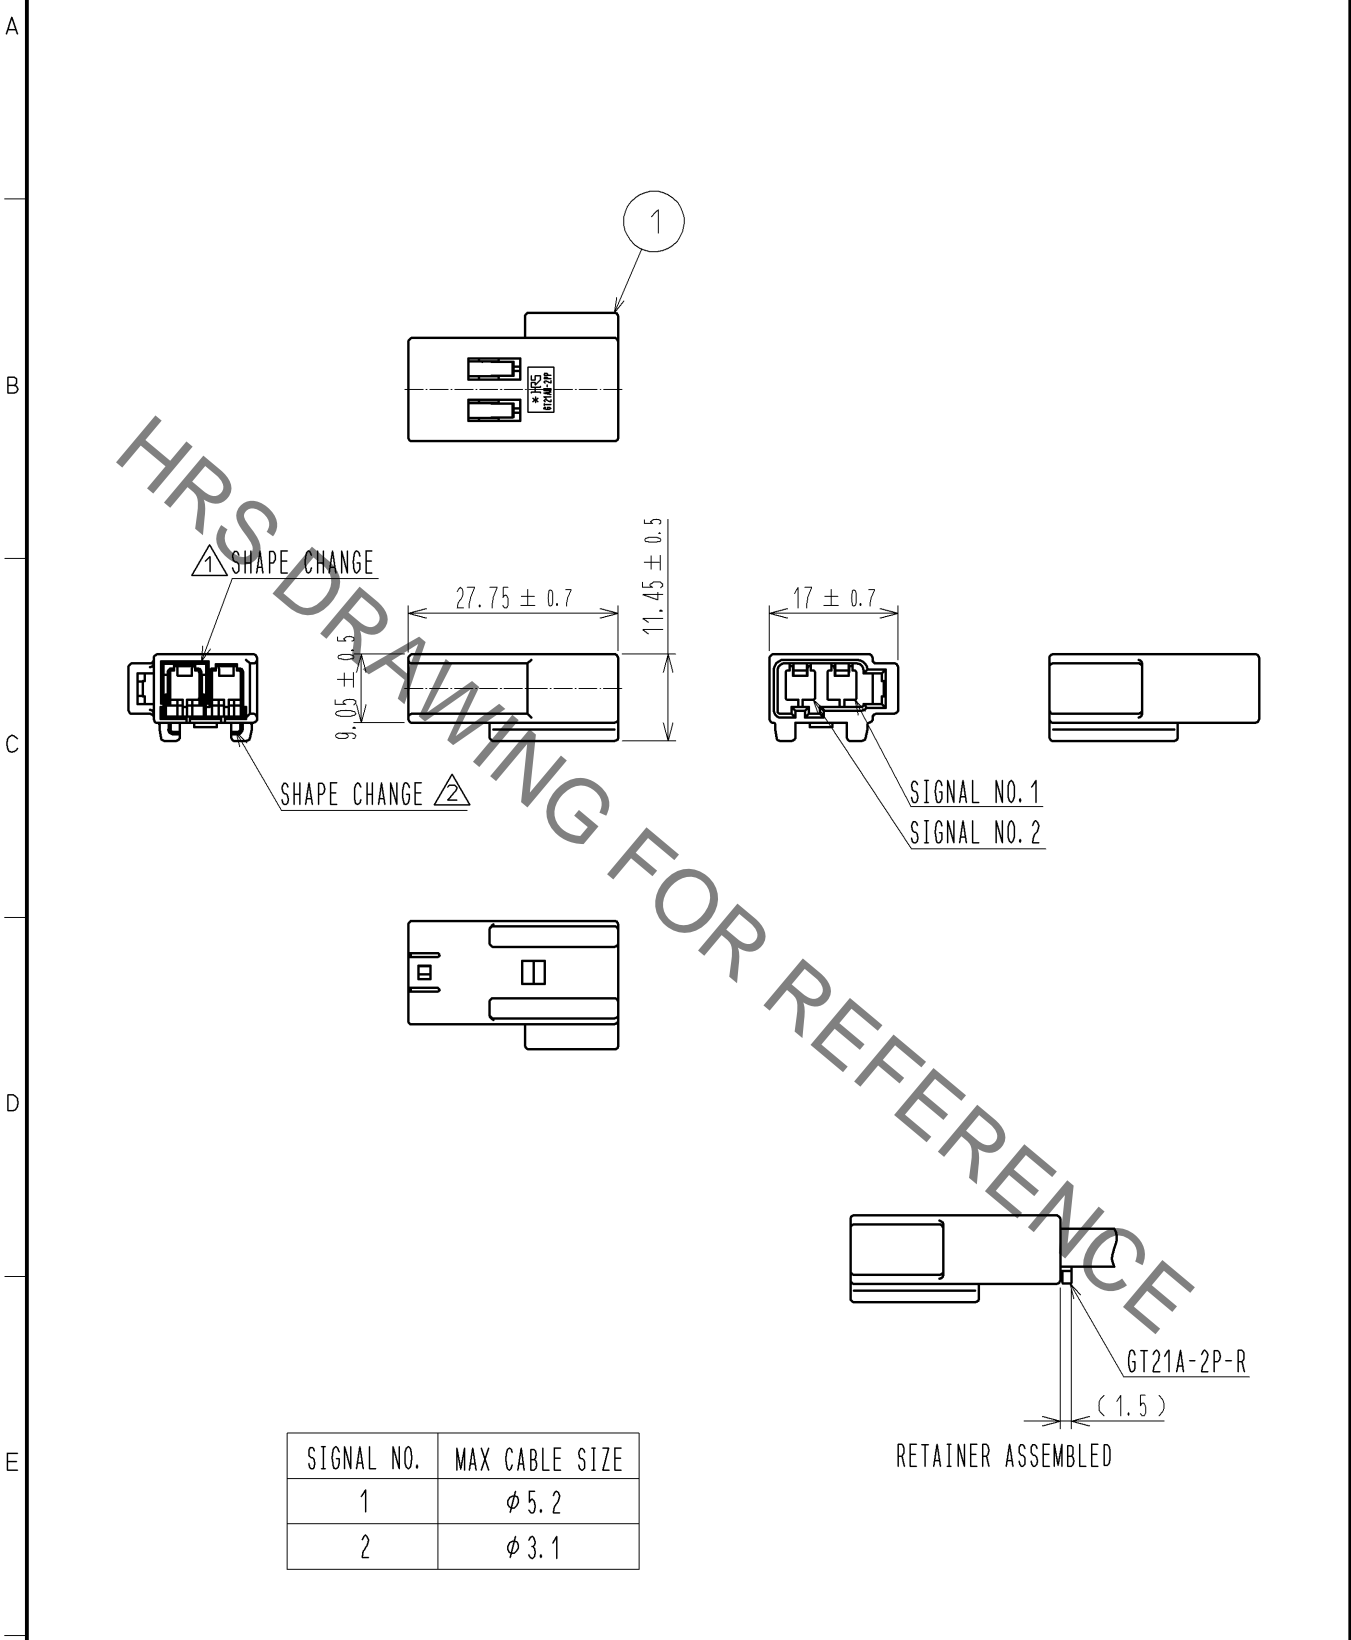 A
1
B
* HRS
GT21AW-2PP
HRS DRAWING FOR REFERENCE
1 SHAPE CHANGE
27.75 ± 0.7
11.45 ± 0.5
17 ± 0.7
9.05 ± 0.5
C
SHAPE CHANGE 2
SIGNAL NO.1
SIGNAL NO.2
D
GT21A-2P-R
(1.5)
RETAINER ASSEMBLED
E
SIGNAL NO. MAX CABLE SIZE
1 φ5.2
2 φ3.1